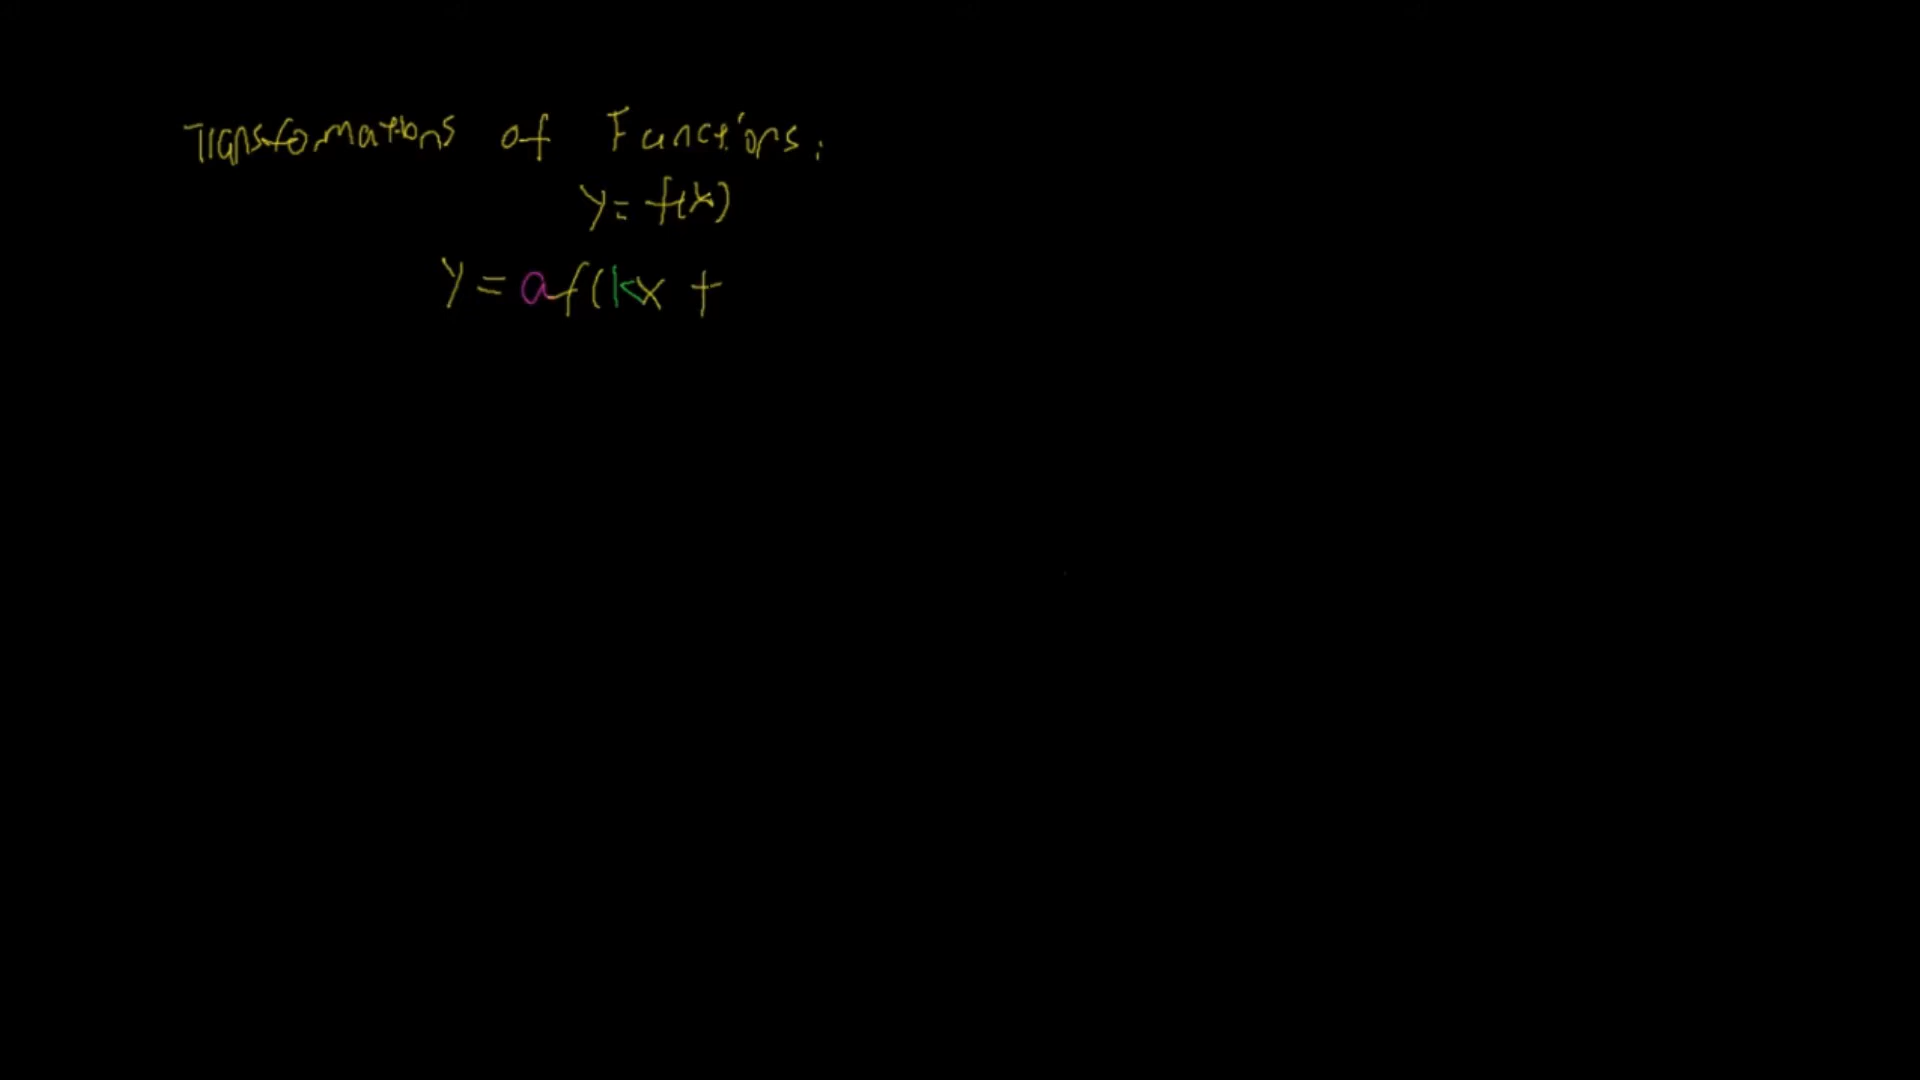 Transformations of Functions:
y = f(x)
y = af(kx +